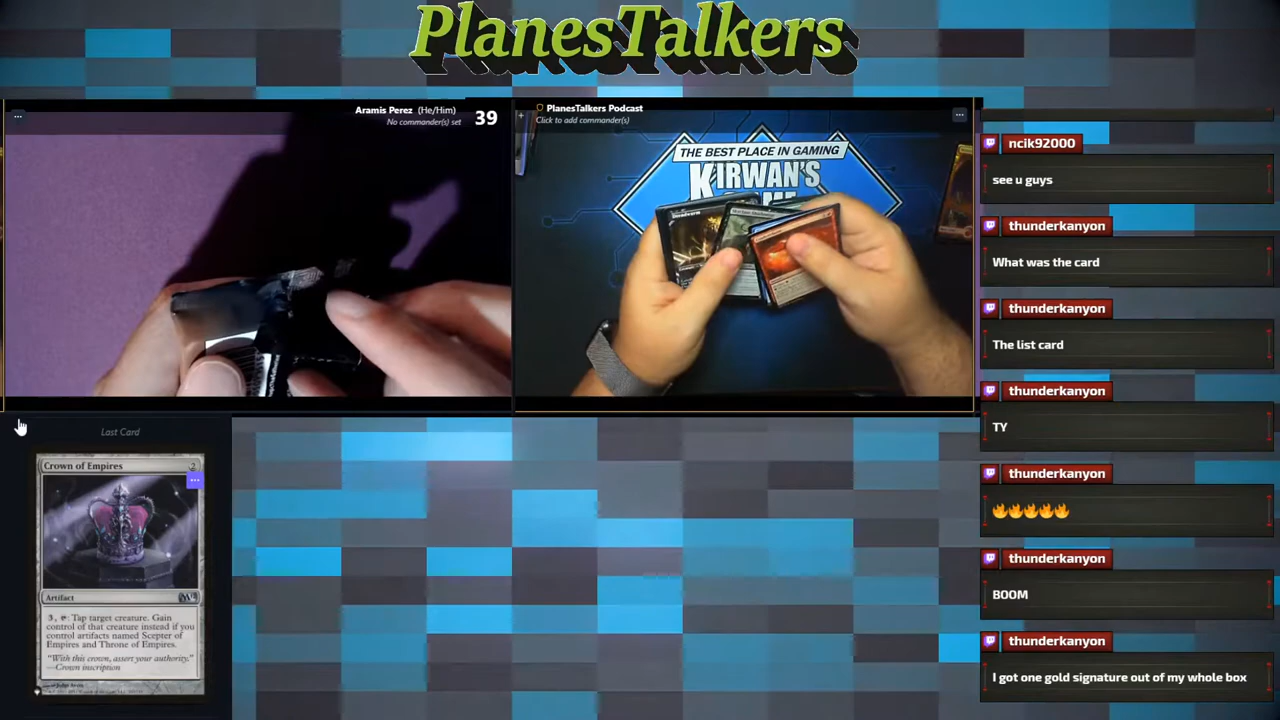 PlanesTalkers
Aramis Perez (He/Him)
No commander(s) set
39
PlanesTalkers Podcast
Click to add commander(s)
THE BEST PLACE IN GAMING
KIRWAN'S
Last Card
Crown of Empires
2
Artifact
3, : Tap target creature. Gain
control of that creature instead if you
control artifacts named Scepter of
Empires and Throne of Empires.
"With this crown, assert your authority."
—Crown inscription
ncik92000
see u guys
thunderkanyon
What was the card
thunderkanyon
The list card
thunderkanyon
TY
thunderkanyon
🔥🔥🔥🔥🔥
thunderkanyon
BOOM
thunderkanyon
I got one gold signature out of my whole box